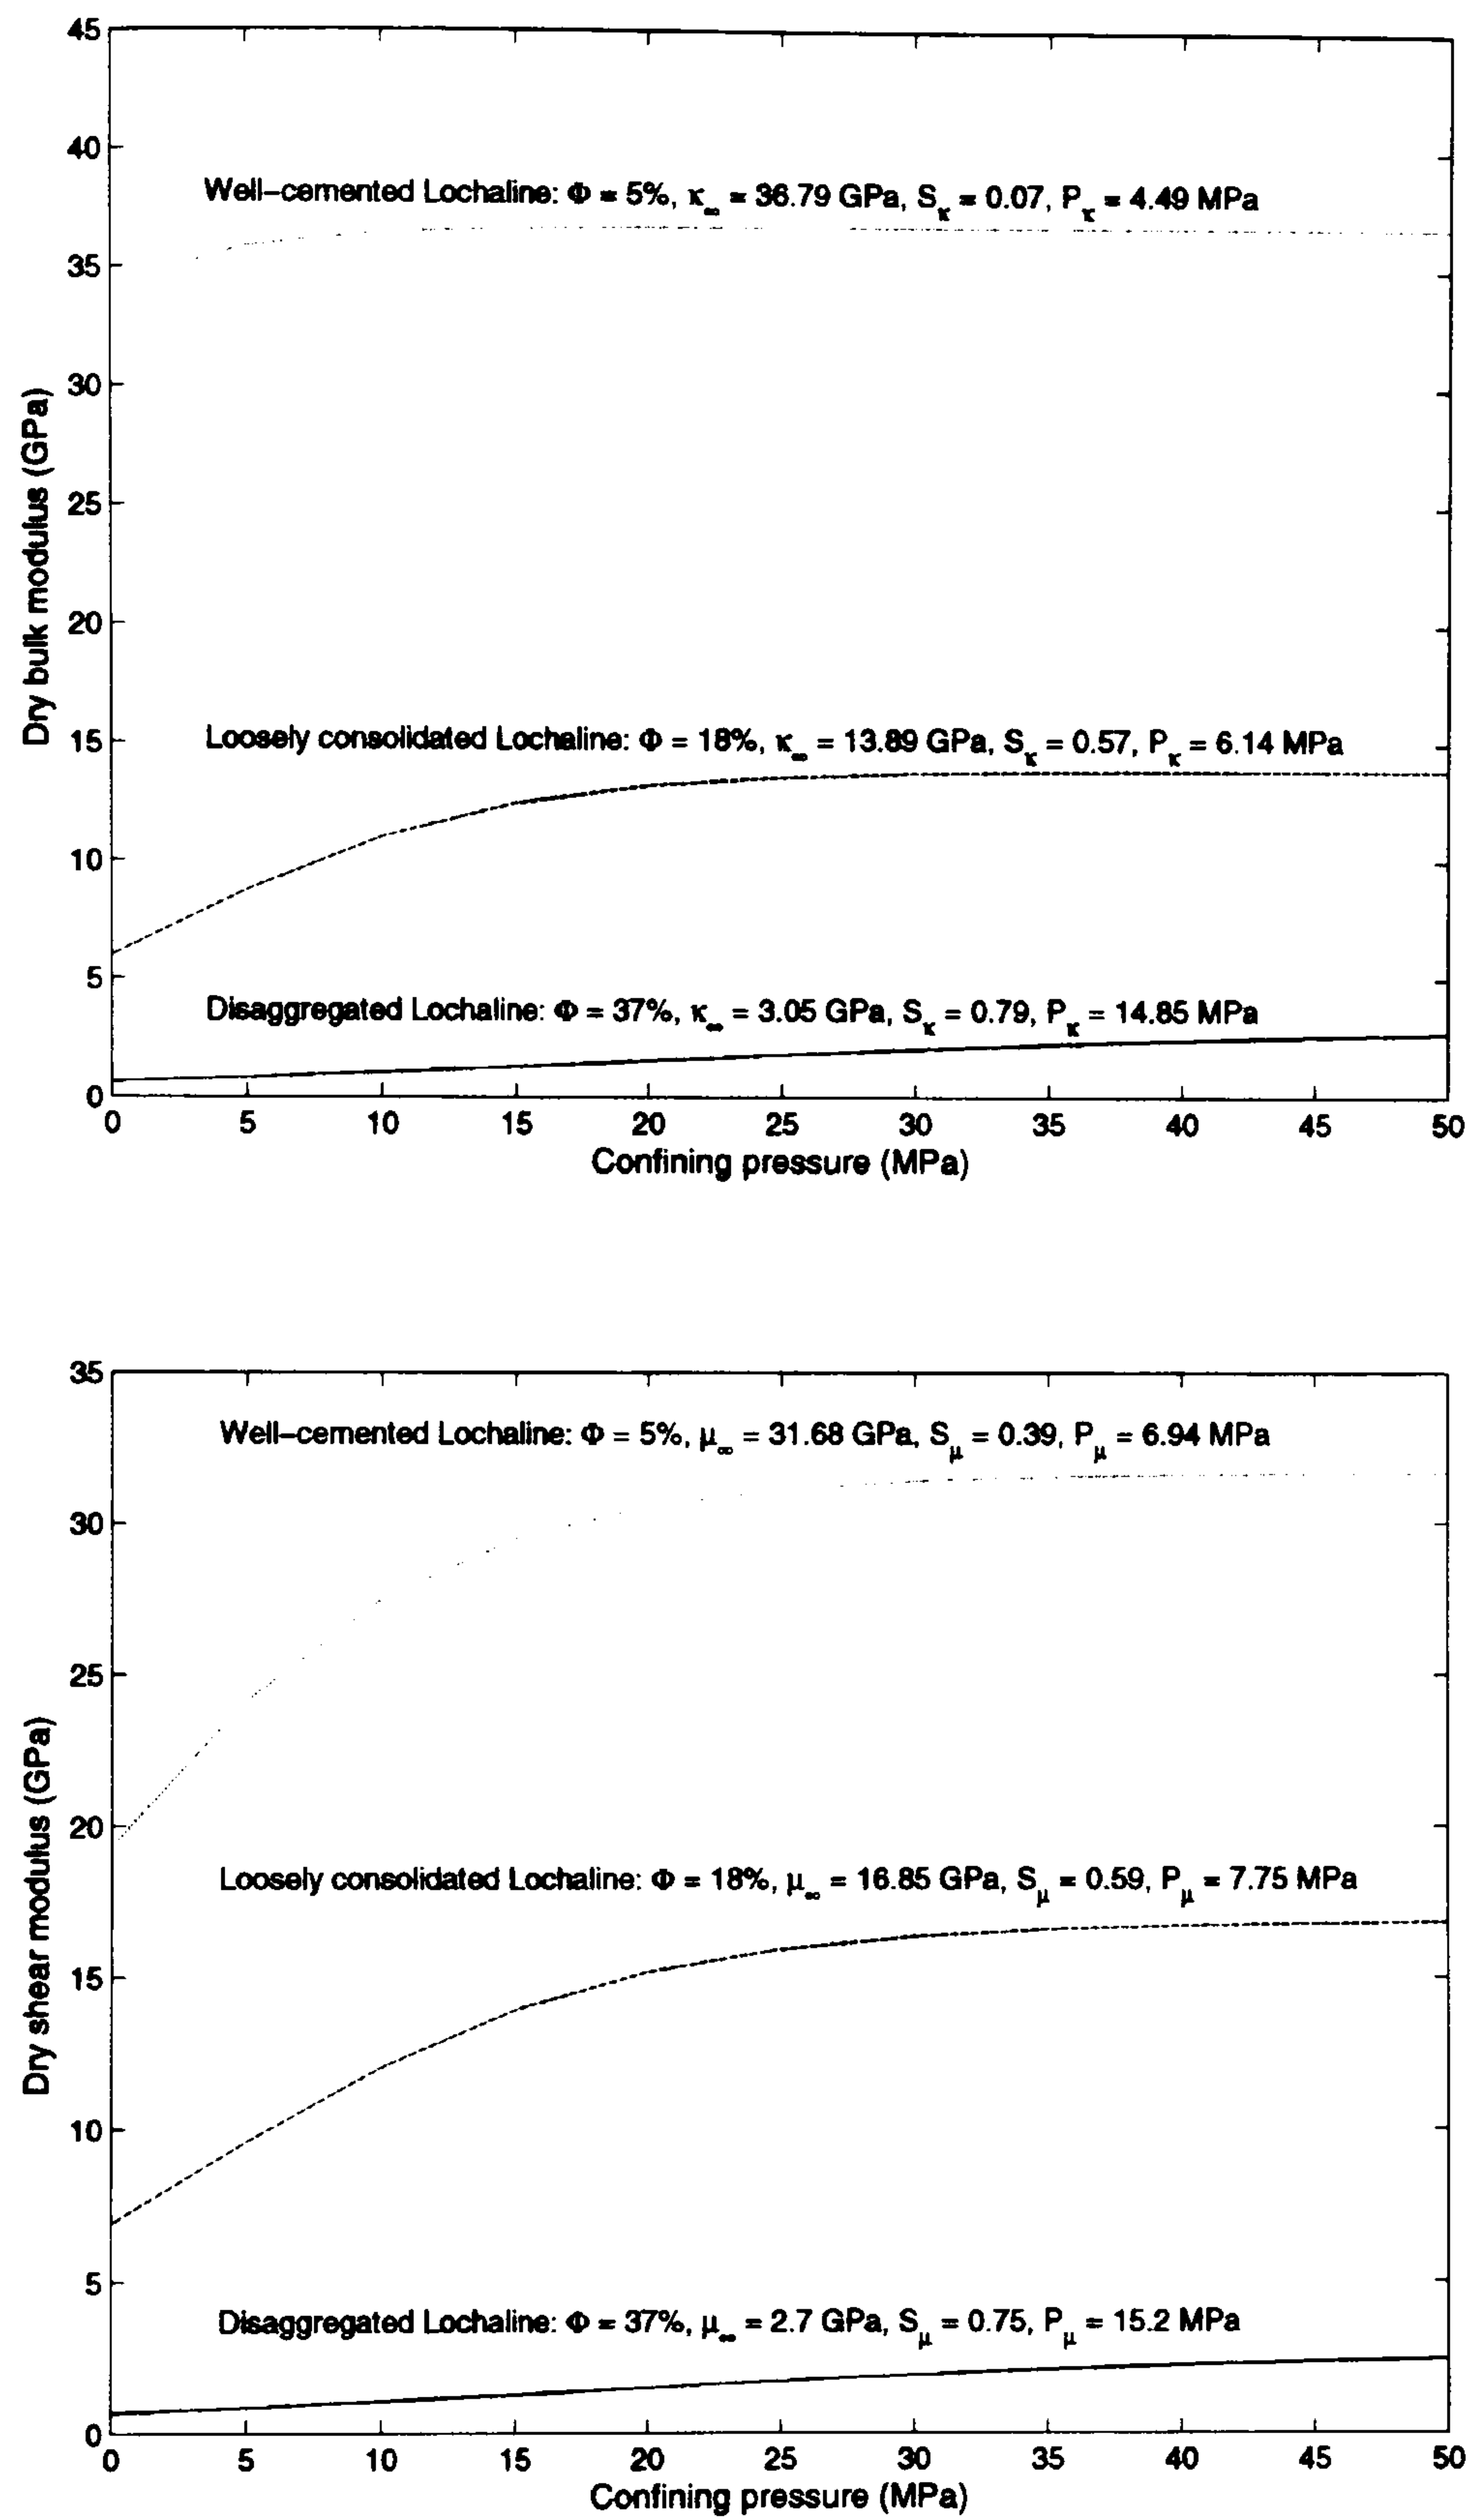 45
40
Well–cemented Lochaline: Φ = 5%, κ∞ = 36.79 GPa, Sκ = 0.07, Pκ = 4.49 MPa
35
30
25
20
15
Loosely consolidated Lochaline: Φ = 18%, κ∞ = 13.89 GPa, Sκ = 0.57, Pκ = 6.14 MPa
10
5
Disaggregated Lochaline: Φ = 37%, κ∞ = 3.05 GPa, Sκ = 0.79, Pκ = 14.85 MPa
0
Dry bulk modulus (GPa)
0 5 10 15 20 25 30 35 40 45 50
Confining pressure (MPa)
35
Well–cemented Lochaline: Φ = 5%, μ∞ = 31.68 GPa, Sμ = 0.39, Pμ = 6.94 MPa
30
25
20
Loosely consolidated Lochaline: Φ = 18%, μ∞ = 16.85 GPa, Sμ = 0.59, Pμ = 7.75 MPa
15
10
5
Disaggregated Lochaline: Φ = 37%, μ∞ = 2.7 GPa, Sμ = 0.75, Pμ = 15.2 MPa
0
Dry shear modulus (GPa)
0 5 10 15 20 25 30 35 40 45 50
Confining pressure (MPa)